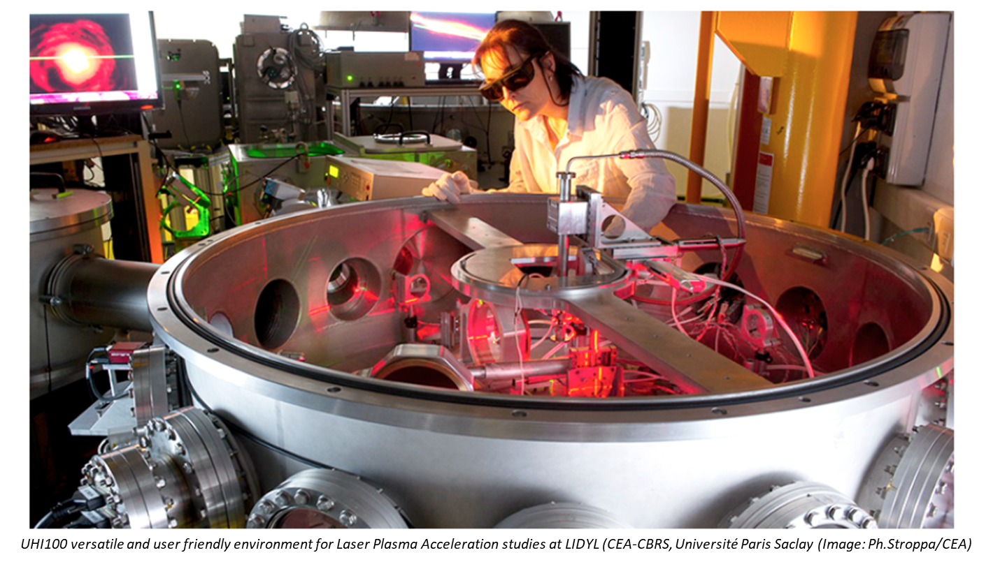 UHI100 versatile and user friendly environment for Laser Plasma Acceleration studies at LIDYL (CEA-CBRS, Université Paris Saclay (Image: Ph.Stroppa/CEA)